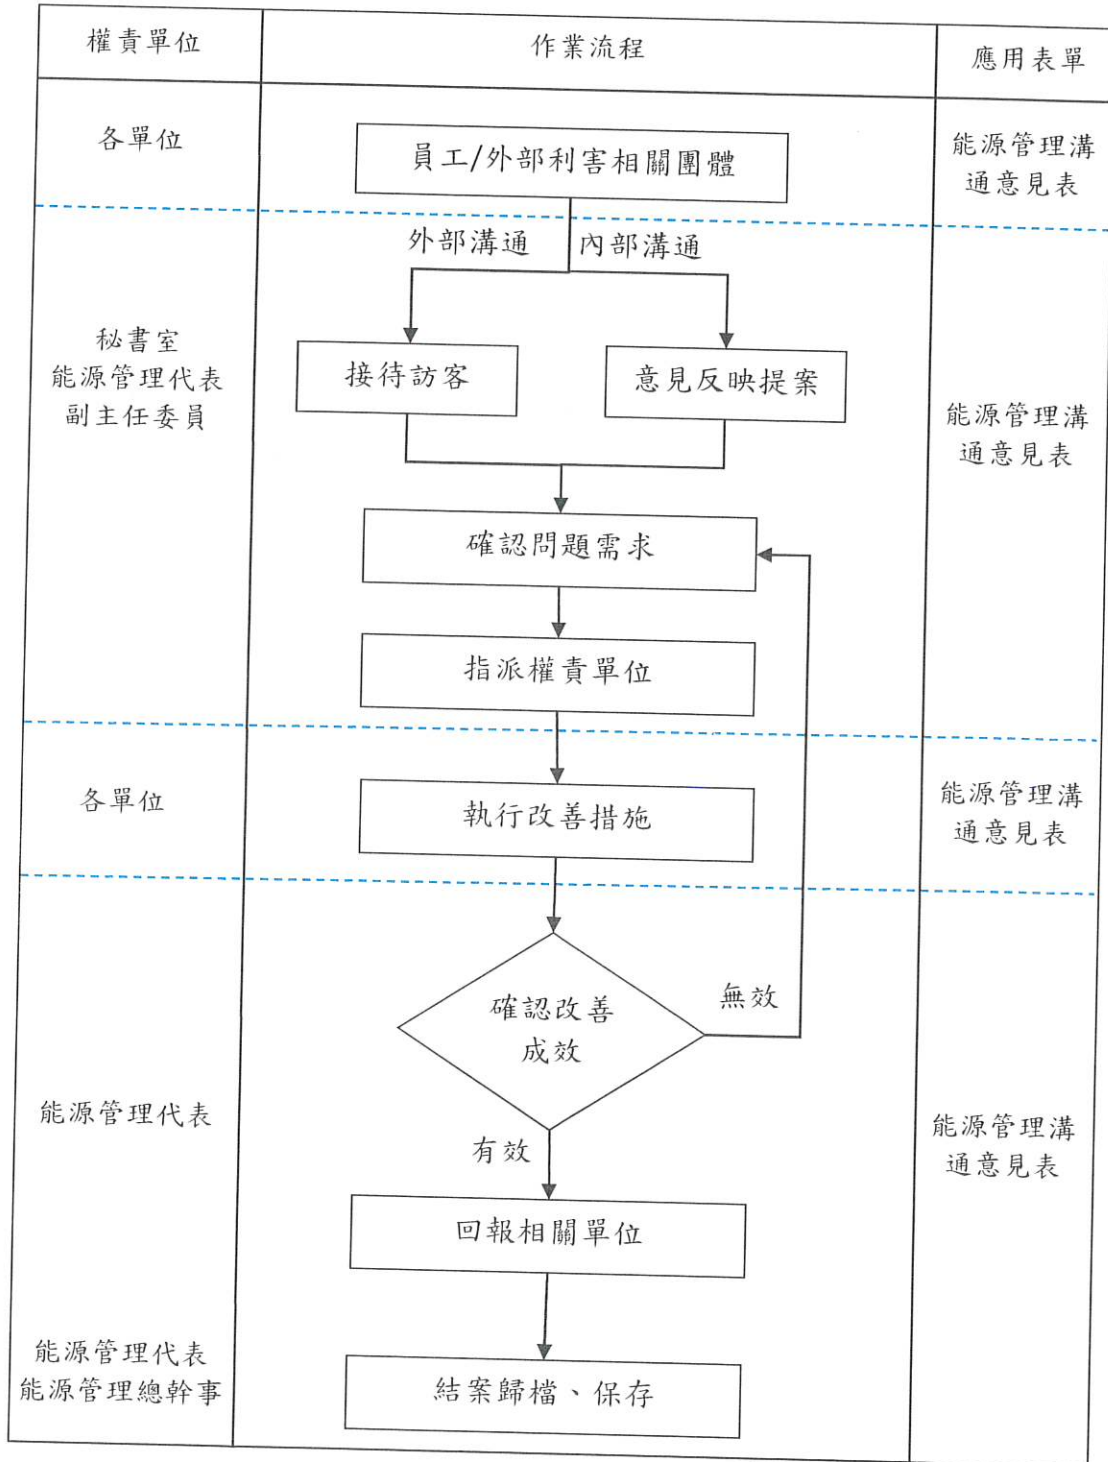 權責單位
作業流程
應用表單
各單位
員工/外部利害相關團體
能源管理溝
通意見表
外部溝通
內部溝通
秘書室
能源管理代表
副主任委員
接待訪客
意見反映提案
能源管理溝
通意見表
確認問題需求
指派權責單位
各單位
執行改善措施
能源管理溝
通意見表
確認改善
成效
無效
能源管理代表
有效
能源管理溝
通意見表
回報相關單位
能源管理代表
能源管理總幹事
結案歸檔、保存